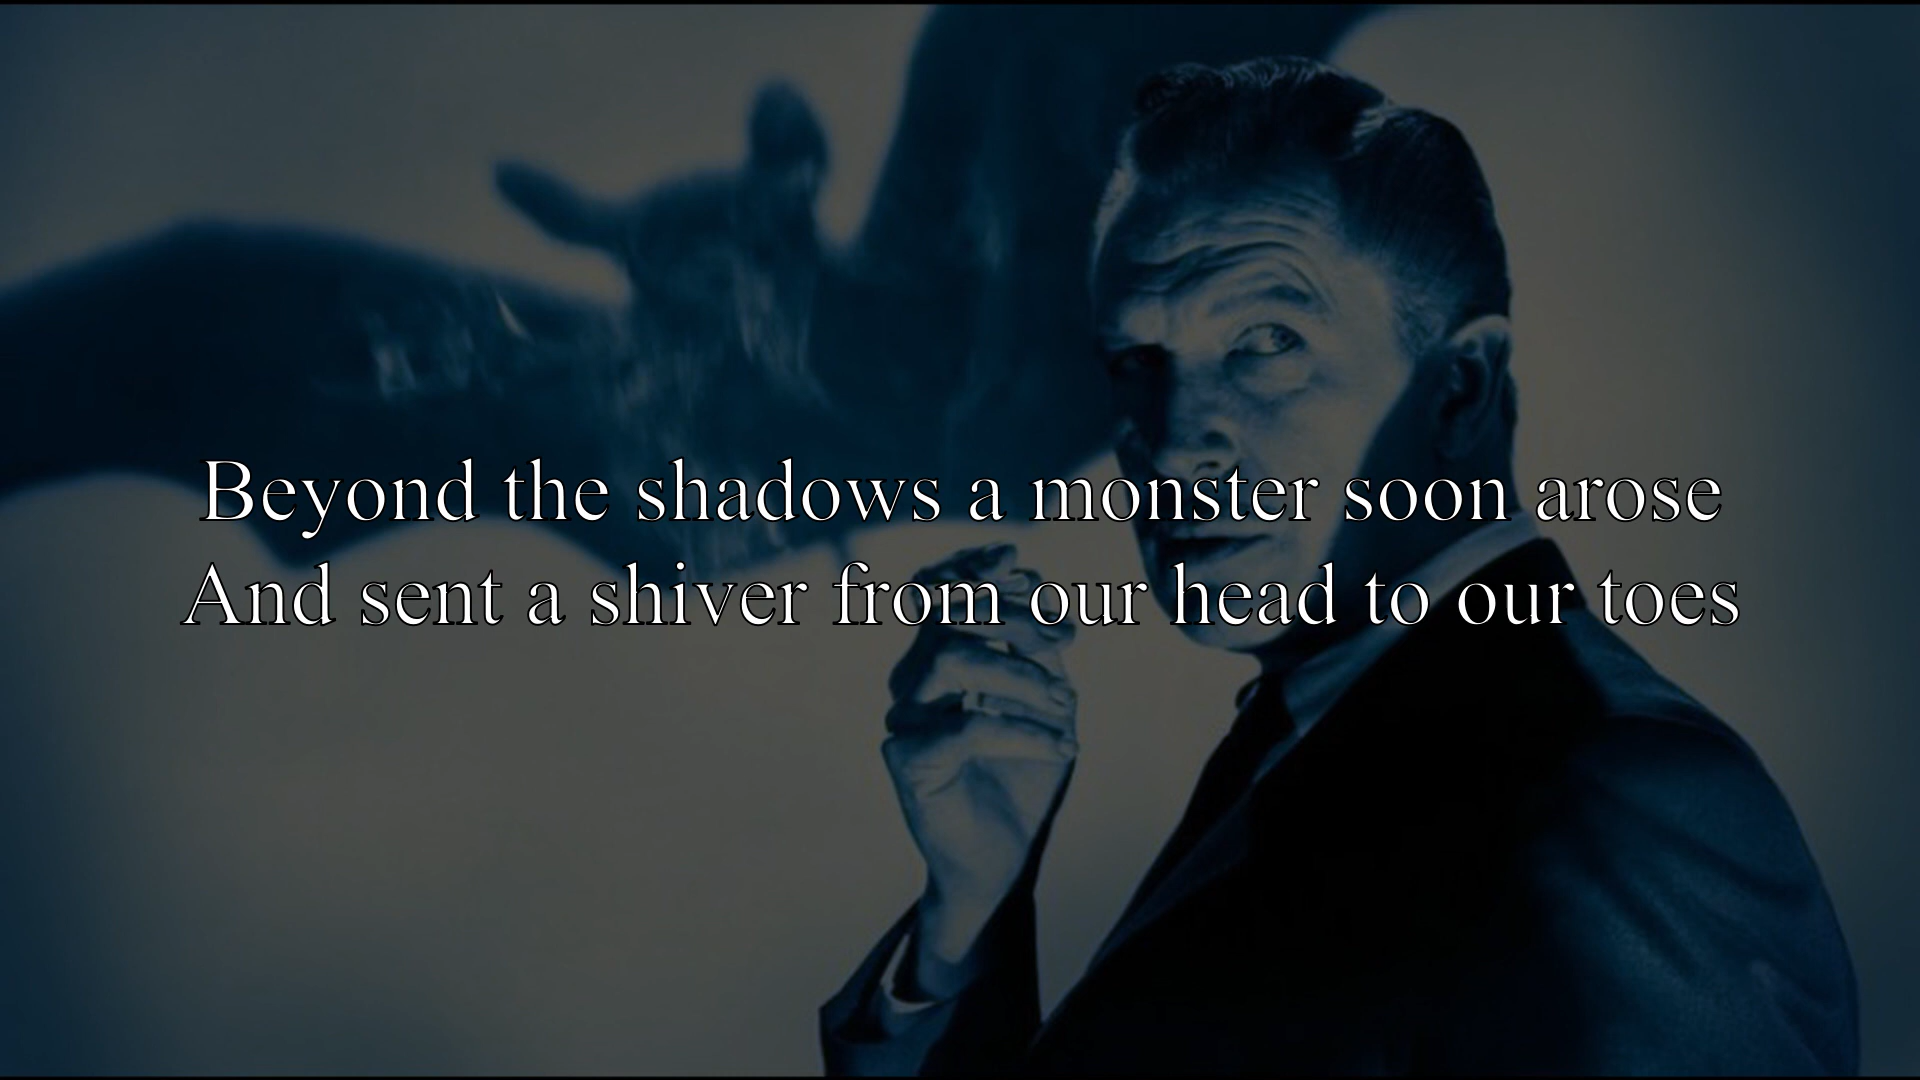 Beyond the shadows a monster soon arose
And sent a shiver from our head to our toes